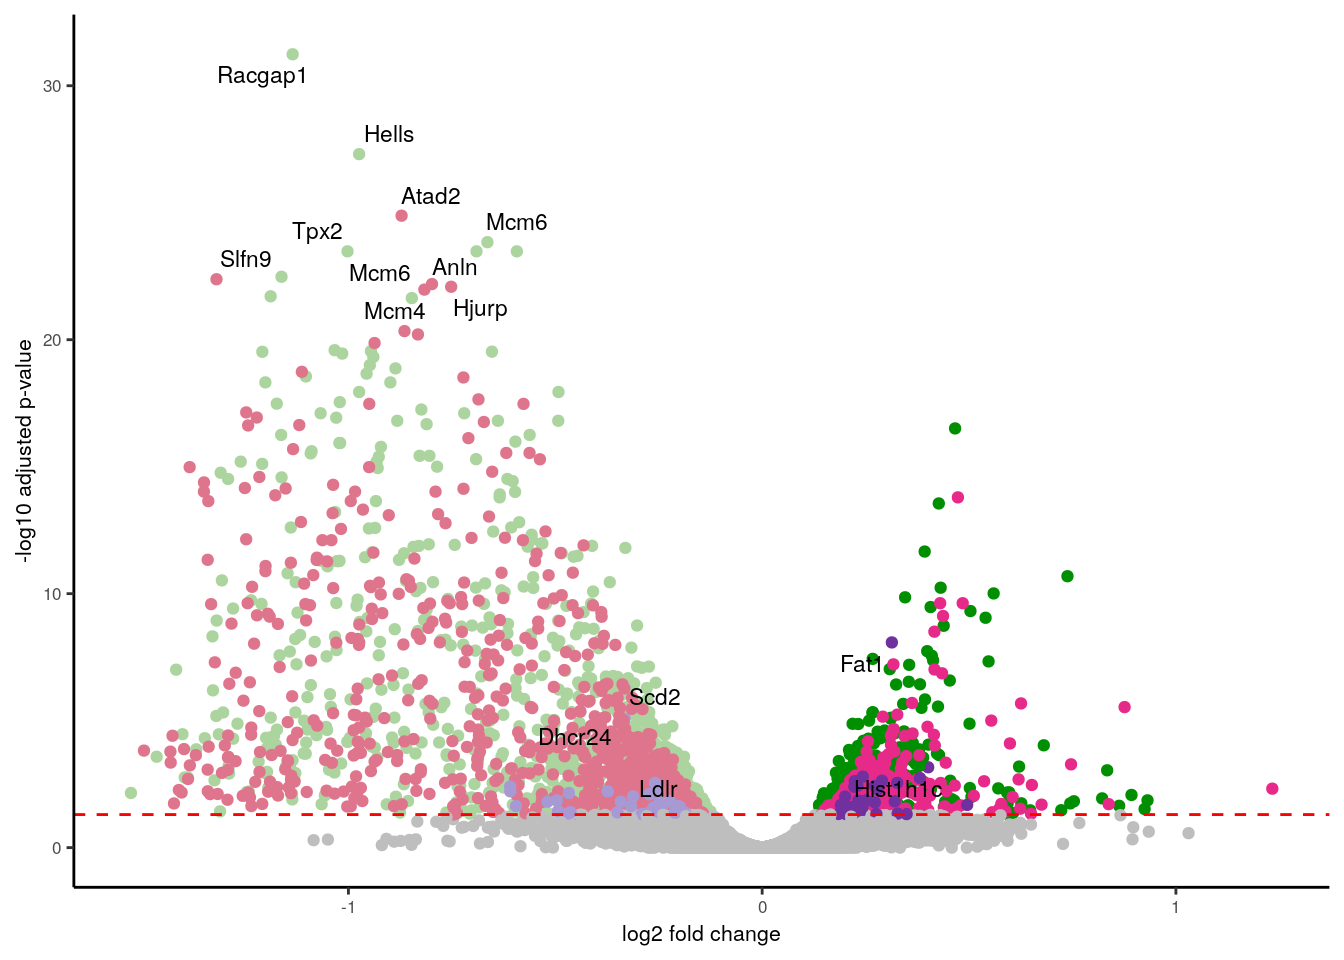 Racgap1
30
Hells
Atad2
Mcm6
Tpx2
Slfn9
Anln
Mcm6
Hjurp
Mcm4
20
-log10 adjusted p-value
10
Fat1
Scd2
Dhcr24
Ldlr
Hist1h1c
0
-1
0
1
log2 fold change